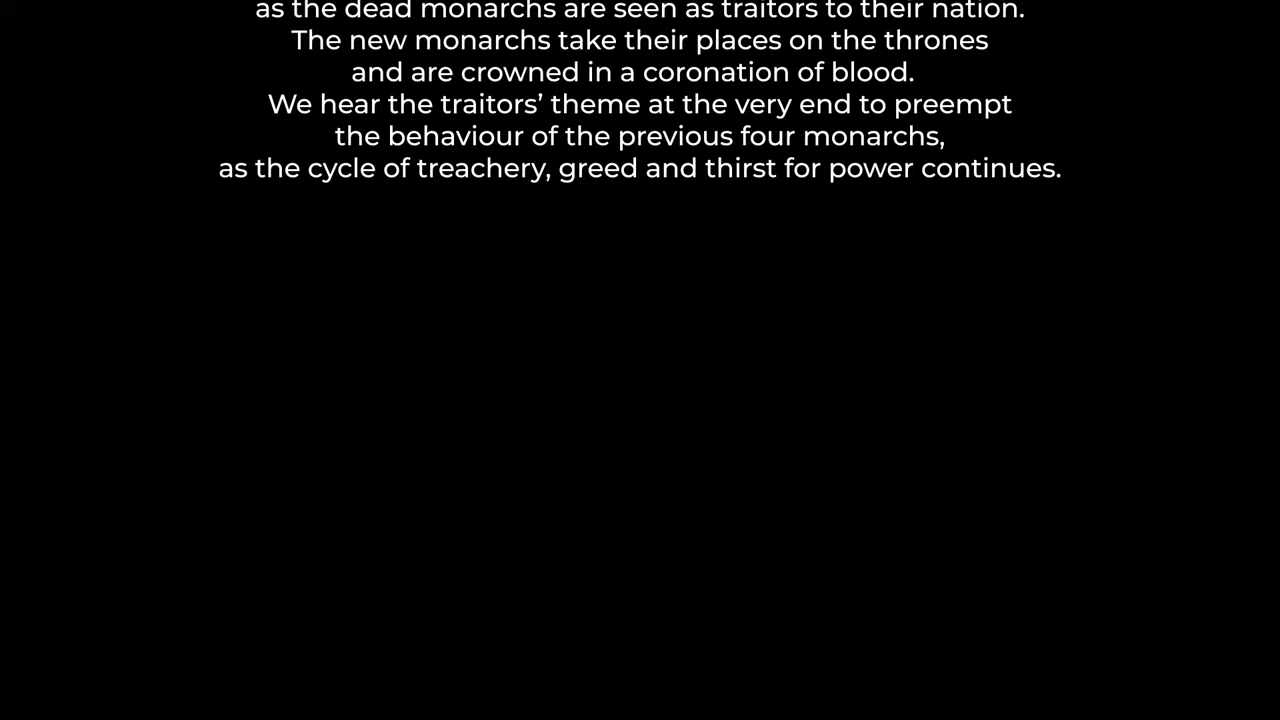 as the dead monarchs are seen as traitors to their nation.
The new monarchs take their places on the thrones
and are crowned in a coronation of blood.
We hear the traitors’ theme at the very end to preempt
the behaviour of the previous four monarchs,
as the cycle of treachery, greed and thirst for power continues.